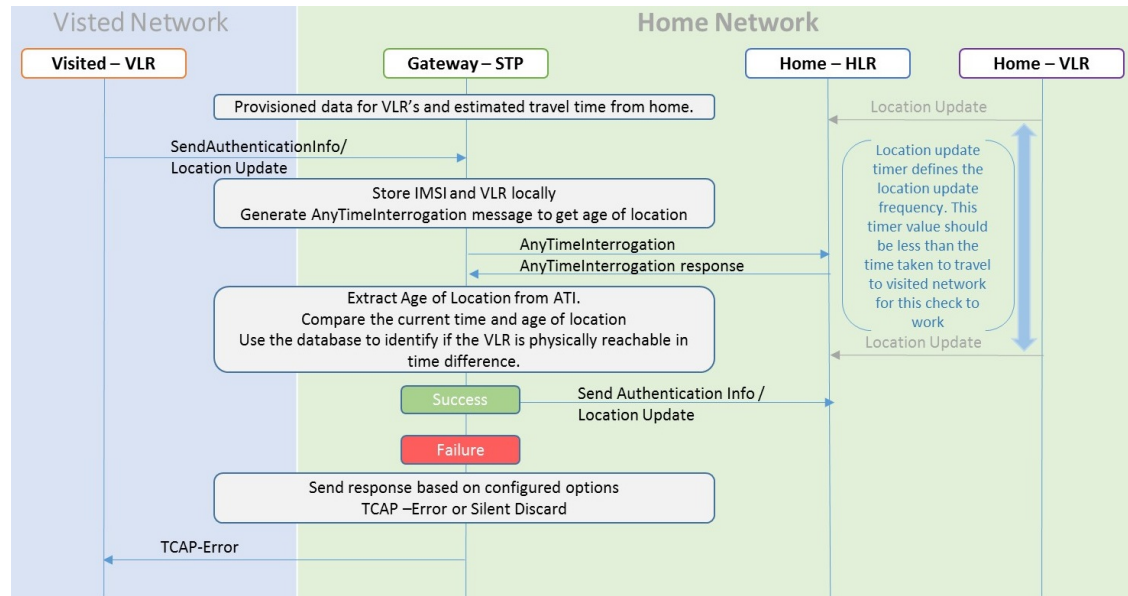 Visted Network
Home Network
Visited – VLR
Gateway – STP
Home – HLR
Home – VLR
Provisioned data for VLR's and estimated travel time from home.
Location Update
SendAuthenticationInfo/
Location Update
Location update
timer defines the
location update
frequency. This
timer value should
be less than the
time taken to travel
to visited network
for this check to
work
Store IMSI and VLR locally
Generate AnyTimeInterrogation message to get age of location
AnyTimeInterrogation
AnyTimeInterrogation response
Extract Age of Location from ATI.
Compare the current time and age of location
Use the database to identify if the VLR is physically reachable in
time difference.
Location Update
Success
Send Authentication Info /
Location Update
Failure
Send response based on configured options
TCAP –Error or Silent Discard
TCAP-Error